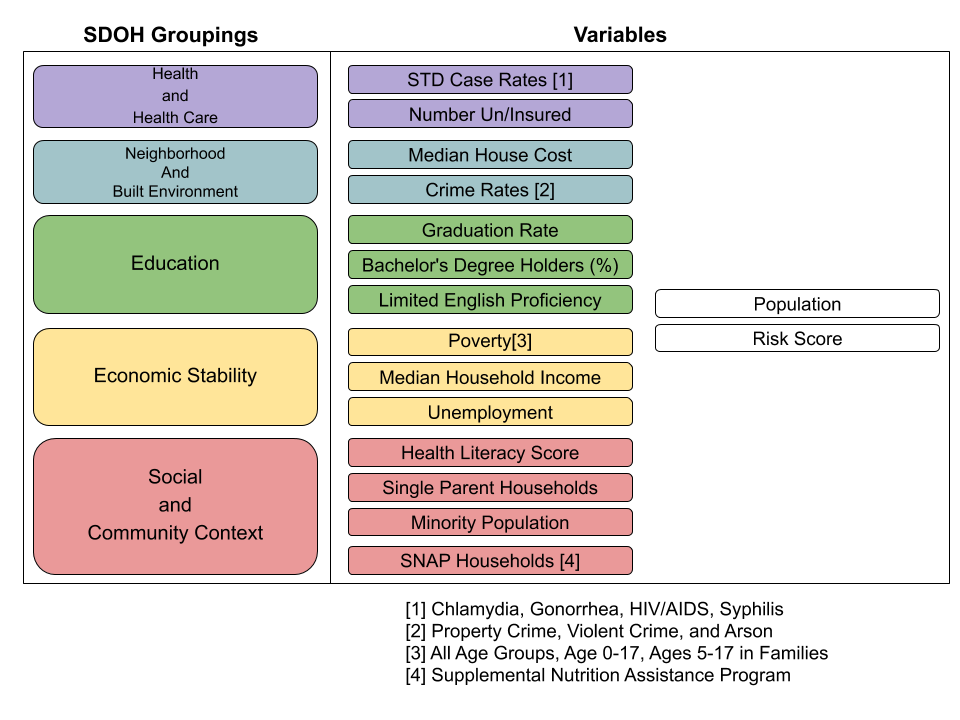 SDOH Groupings
Variables
Health
and
Health Care
STD Case Rates [1]
Number Un/Insured
Neighborhood
And
Built Environment
Median House Cost
Crime Rates [2]
Education
Graduation Rate
Bachelor's Degree Holders (%)
Limited English Proficiency
Population
Risk Score
Economic Stability
Poverty[3]
Median Household Income
Unemployment
Social
and
Community Context
Health Literacy Score
Single Parent Households
Minority Population
SNAP Households [4]
[1] Chlamydia, Gonorrhea, HIV/AIDS, Syphilis
[2] Property Crime, Violent Crime, and Arson
[3] All Age Groups, Age 0-17, Ages 5-17 in Families
[4] Supplemental Nutrition Assistance Program